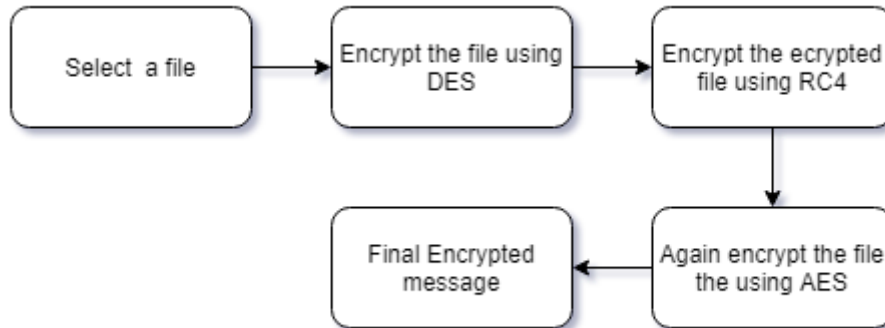 Select a file
Encrypt the file using
DES
Encrypt the ecrypted
file using RC4
Again encrypt the file
the using AES
Final Encrypted
message